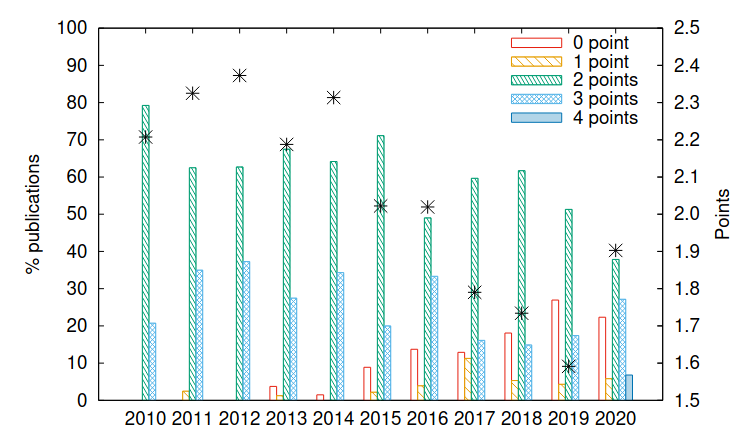 100
90
80
70
60
50
40
30
20
10
0
% publications
2.5
2.4
2.3
2.2
2.1
2.0
1.9
1.8
1.7
1.6
1.5
Points
0 point
1 point
2 points
3 points
4 points
2010 2011 2012 2013 2014 2015 2016 2017 2018 2019 2020